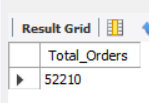 Result Grid
Total_Orders
52210